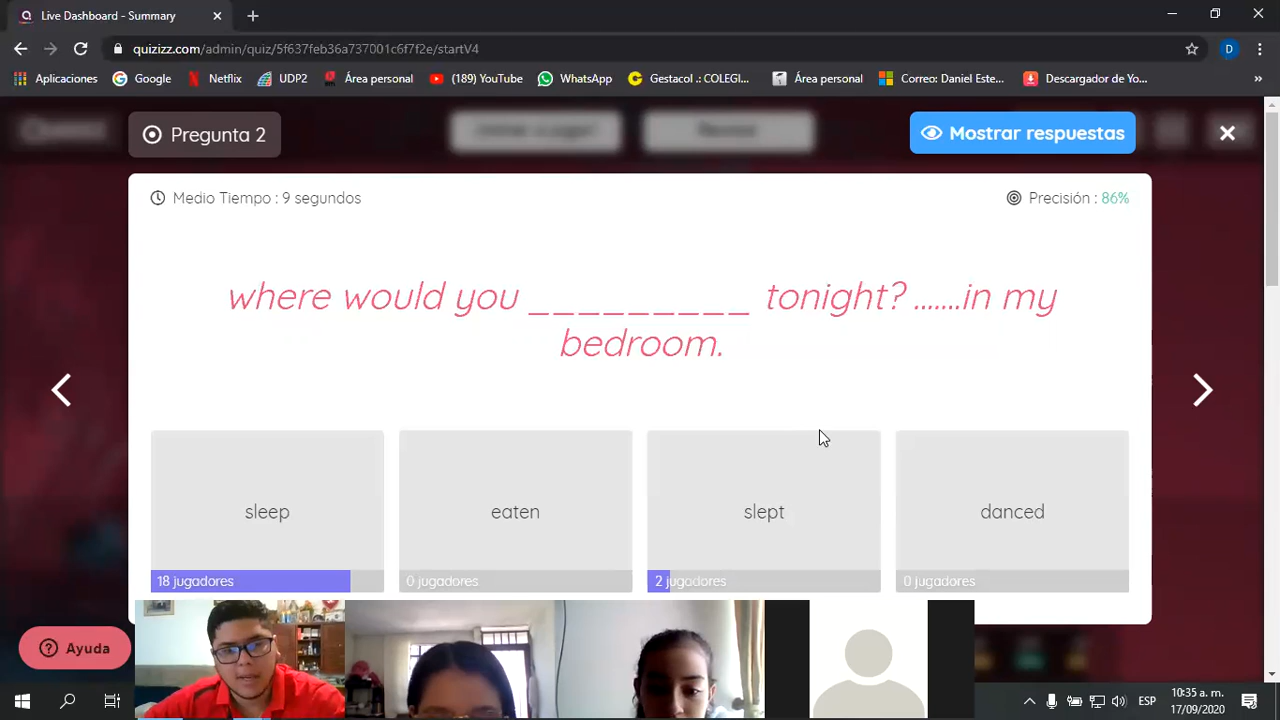 Live Dashboard - Summary
quizizz.com/admin/quiz/5f637feb36a737001c6f7f2e/startV4
D
Aplicaciones
Google
Netflix
UDP2
Área personal
(189) YouTube
WhatsApp
Gestacol .: COLEGI...
Área personal
Correo: Daniel Este...
Descargador de Yo...
»
Pregunta 2
Mostrar respuestas
Medio Tiempo : 9 segundos
Precisión : 86%
where would you _________ tonight? .......in my
bedroom.
sleep
eaten
slept
danced
18 jugadores
0 jugadores
2 jugadores
0 jugadores
Ayuda
ESP
10:35 a. m.
17/09/2020